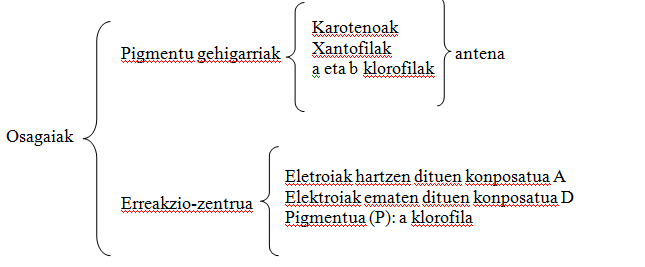 Osagaiak
Pigmentu gehigarriak
Karotenoak
Xantofilak
a eta b klorofilak
antena
Erreakzio-zentrua
Eletroiak hartzen dituen konposatua A
Elektroiak ematen dituen konposatua D
Pigmentua (P): a klorofila